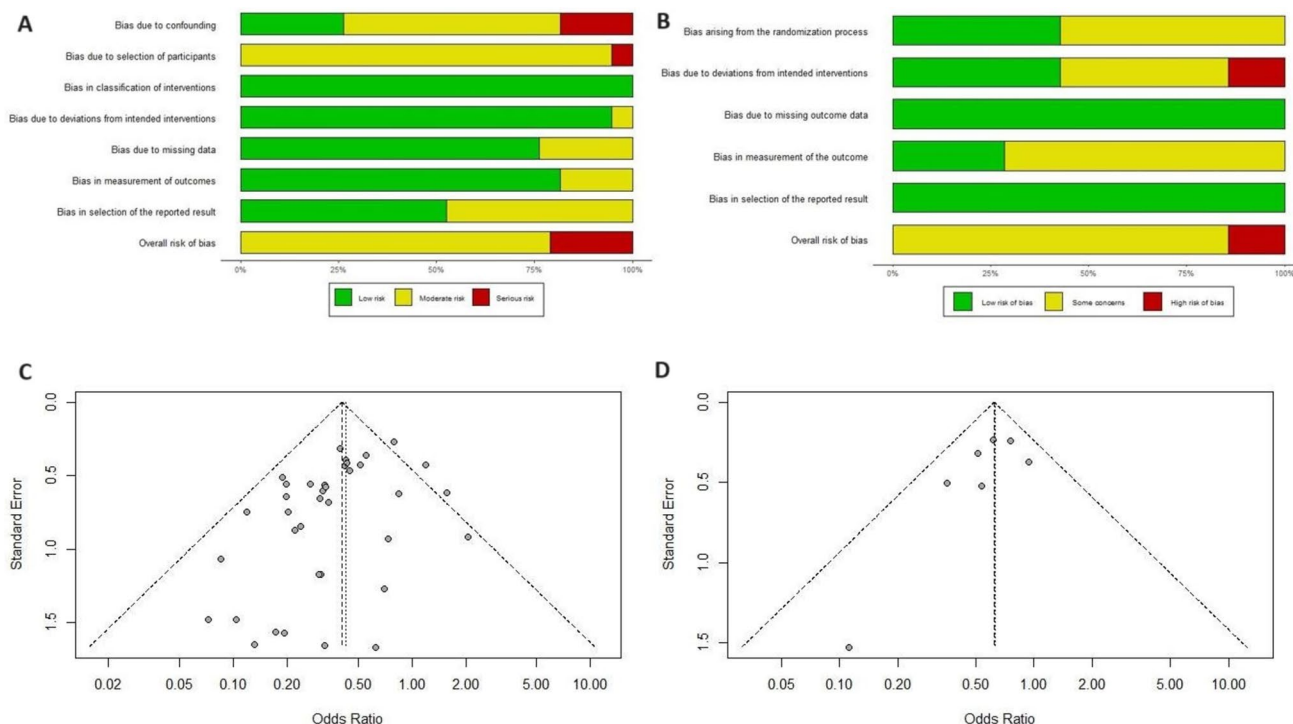 A
Bias due to confounding
Bias due to selection of participants
Bias in classification of interventions
Bias due to deviations from intended interventions
Bias due to missing data
Bias in measurement of outcomes
Bias in selection of the reported result
Overall risk of bias
0% 25% 50% 75% 100%
Low risk Moderate risk Serious risk
B
Bias arising from the randomization process
Bias due to deviations from intended interventions
Bias due to missing outcome data
Bias in measurement of the outcome
Bias in selection of the reported result
Overall risk of bias
0% 25% 50% 75% 100%
Low risk of bias Some concerns High risk of bias
C
Standard Error
0.0
0.5
1.0
1.5
0.02 0.05 0.10 0.20 0.50 1.00 2.00 5.00 10.00
Odds Ratio
D
Standard Error
0.0
0.5
1.0
1.5
0.05 0.10 0.20 0.50 1.00 2.00 5.00 10.00
Odds Ratio